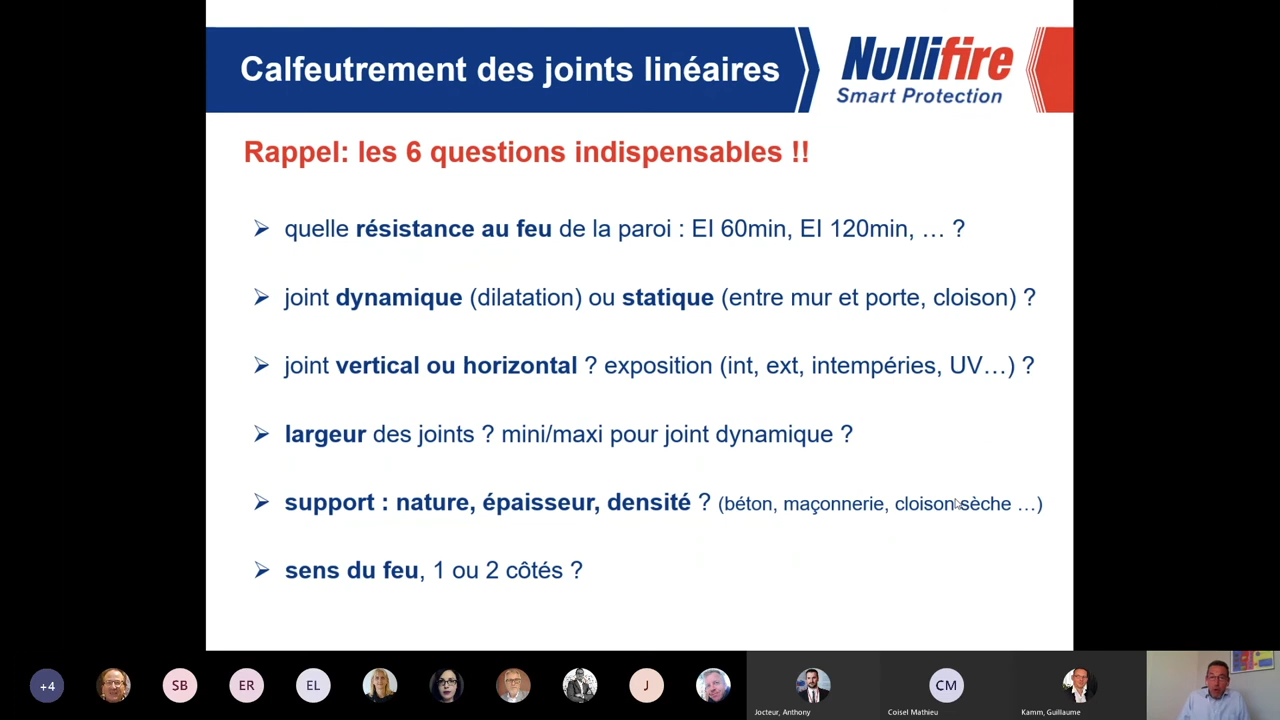 Calfeutrement des joints linéaires
Nullifire
Smart Protection
Rappel: les 6 questions indispensables !!
quelle résistance au feu de la paroi : EI 60min, EI 120min, … ?
joint dynamique (dilatation) ou statique (entre mur et porte, cloison) ?
joint vertical ou horizontal ? exposition (int, ext, intempéries, UV…) ?
largeur des joints ? mini/maxi pour joint dynamique ?
support : nature, épaisseur, densité ? (béton, maçonnerie, cloison sèche …)
sens du feu, 1 ou 2 côtés ?
+4
SB
ER
EL
J
CM
Jocteur, Anthony
Coisel Mathieu
Kamm, Guillaume